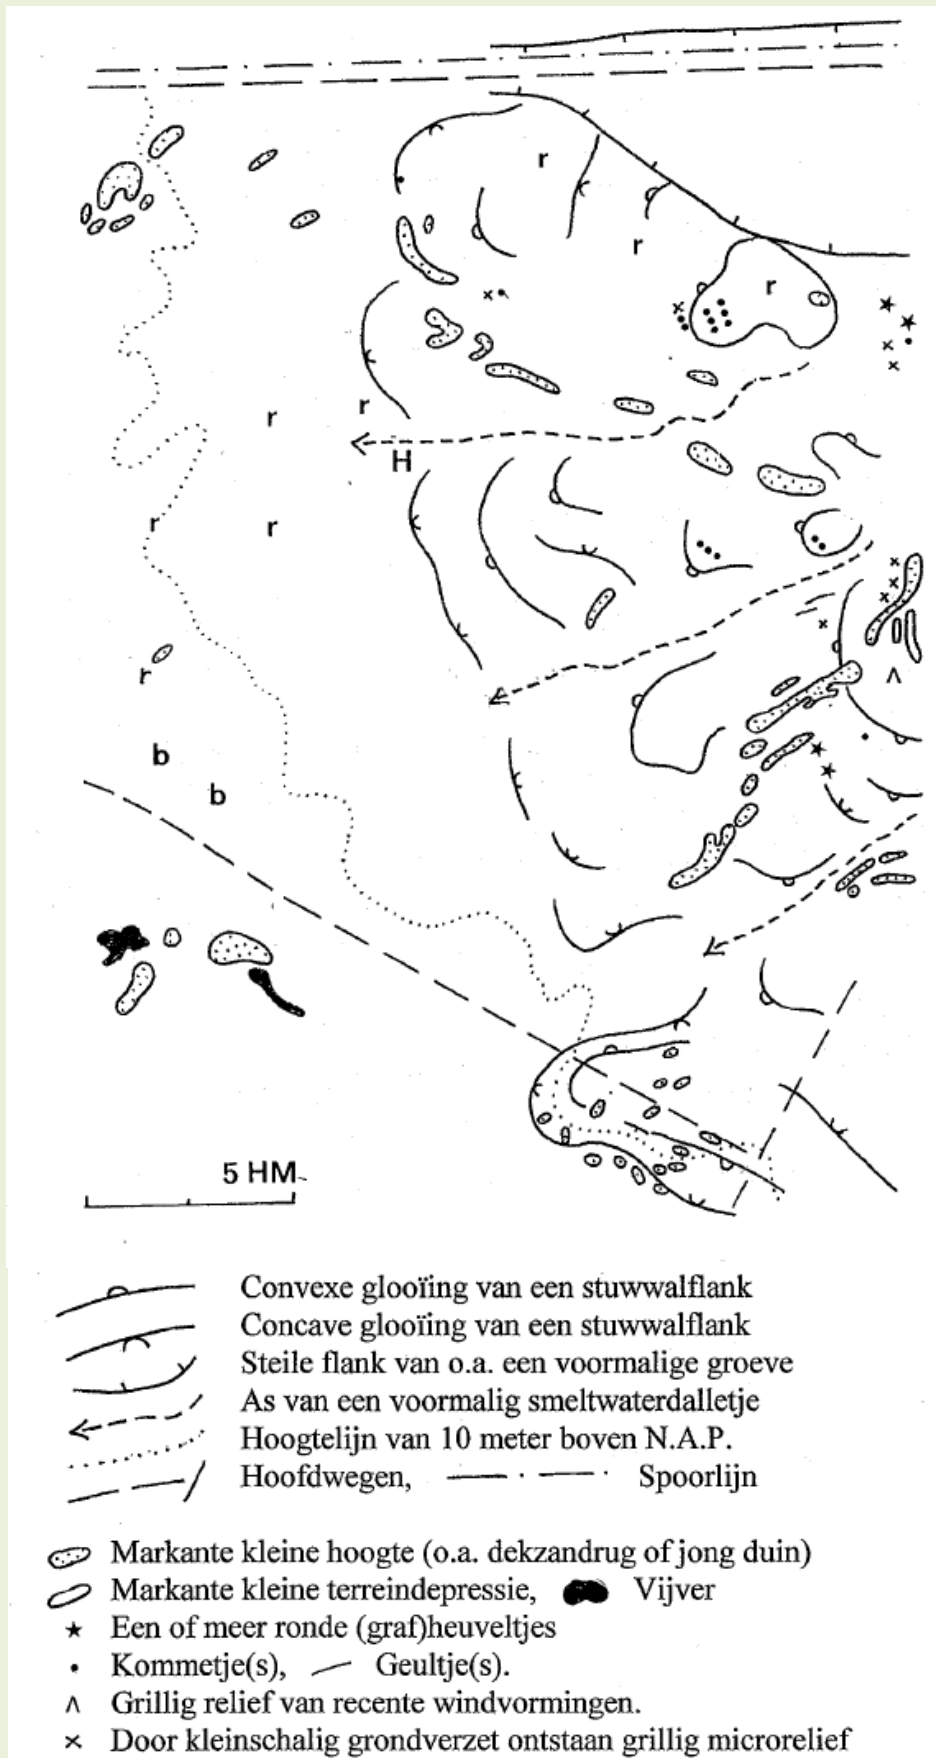 r
r
r
r
r
H
r
r
r
b
b
5 HM
Convexe glooïing van een stuwwalflank
Concave glooïing van een stuwwalflank
Steile flank van o.a. een voormalige groeve
As van een voormalig smeltwaterdalletje
Hoogtelijn van 10 meter boven N.A.P.
Hoofdwegen, Spoorlijn
Markante kleine hoogte (o.a. dekzandrug of jong duin)
Markante kleine terreindepressie, Vijver
Een of meer ronde (graf)heuveltjes
Kommetje(s), Geultje(s).
Grillig relief van recente windvormingen.
Door kleinschalig grondverzet ontstaan grillig microrelief